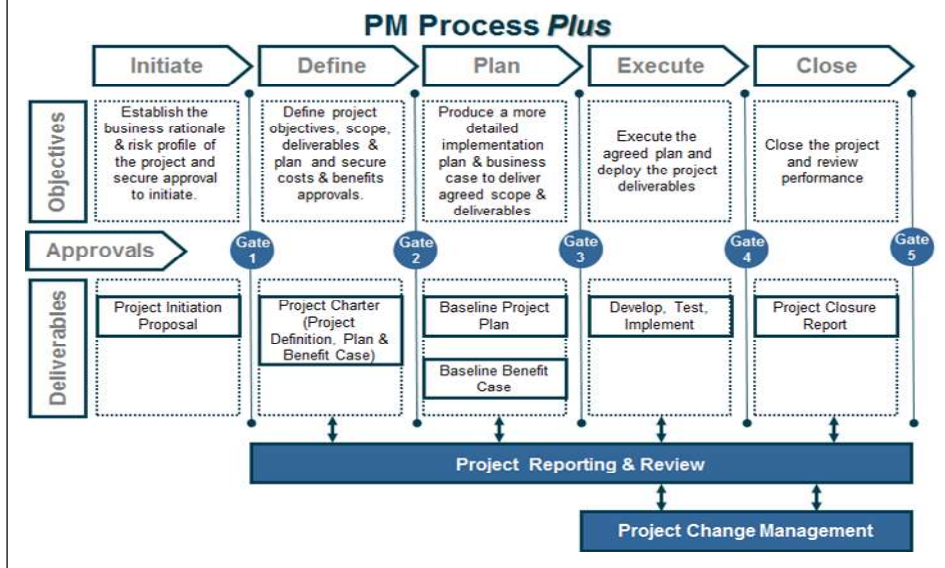 PM Process Plus
Initiate
Define
Plan
Execute
Close
Objectives
Establish the
business rationale
& risk profile of
the project and
secure approval
to initiate.
Define project
objectives, scope,
deliverables &
plan and secure
costs & benefits
approvals.
Produce a more
detailed
implementation
plan & business
case to deliver
agreed scope &
deliverables
Execute the
agreed plan and
deploy the project
deliverables
Close the project
and review
performance
Approvals
Gate
1
Gate
2
Gate
3
Gate
4
Gate
5
Deliverables
Project Initiation
Proposal
Project Charter
(Project
Definition, Plan &
Benefit Case)
Baseline Project
Plan
Baseline Benefit
Case
Develop, Test,
Implement
Project Closure
Report
Project Reporting & Review
Project Change Management